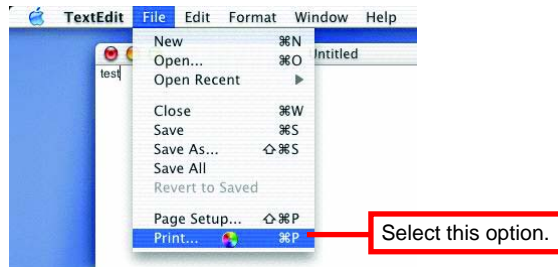 TextEdit File Edit Format Window Help
New ⌘N
Untitled
Open... ⌘O
test
Open Recent ▶
Close ⌘W
Save ⌘S
Save As... ⇧⌘S
Save All
Revert to Saved
Page Setup... ⇧⌘P
Print... ⌘P
Select this option.